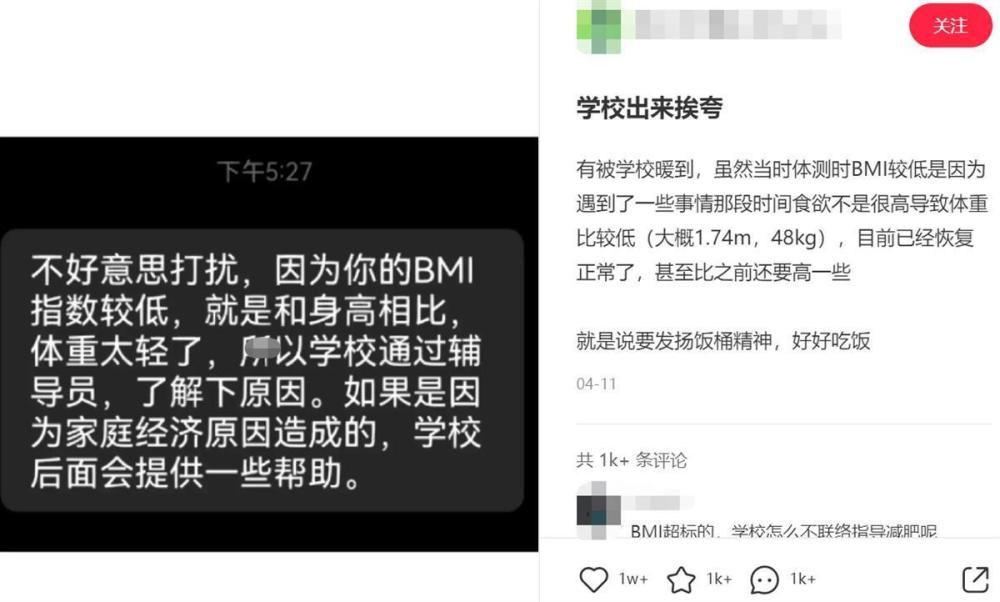 下午5:27
不好意思打扰，因为你的BMI
指数较低，就是和身高相比，
体重太轻了，所以学校通过辅
导员，了解下原因。如果是因
为家庭经济原因造成的，学校
后面会提供一些帮助。
关注
学校出来挨夸
有被学校暖到，虽然当时体测时BMI较低是因为
遇到了一些事情那段时间食欲不是很高导致体重
比较低（大概1.74m，48kg），目前已经恢复
正常了，甚至比之前还要高一些
就是说要发扬饭桶精神，好好吃饭
04-11
共 1k+ 条评论
BMI超标的，学校怎么不联络指导减肥呢
1w+ 1k+ 1k+